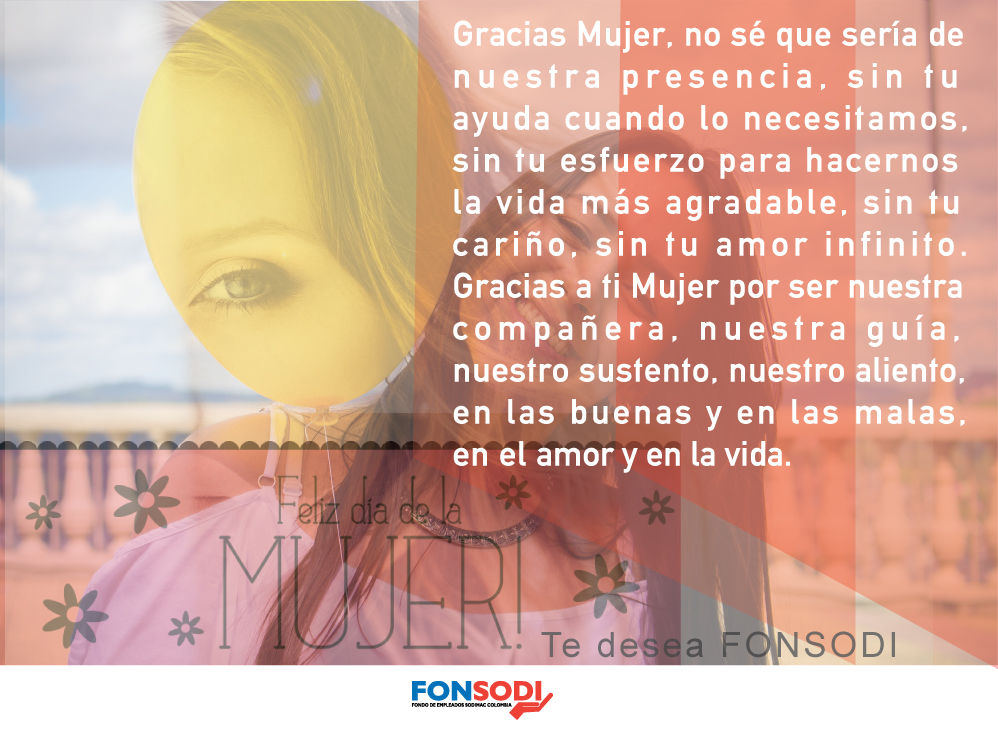 Gracias Mujer, no sé que sería de
nuestra presencia, sin tu
ayuda cuando lo necesitamos,
sin tu esfuerzo para hacernos
la vida más agradable, sin tu
cariño, sin tu amor infinito.
Gracias a ti Mujer por ser nuestra
compañera, nuestra guía,
nuestro sustento, nuestro aliento,
en las buenas y en las malas,
en el amor y en la vida.
Feliz día de la
MUJER!
Te desea FONSODI
FONSODI
FONDO DE EMPLEADOS SODIMAC COLOMBIA